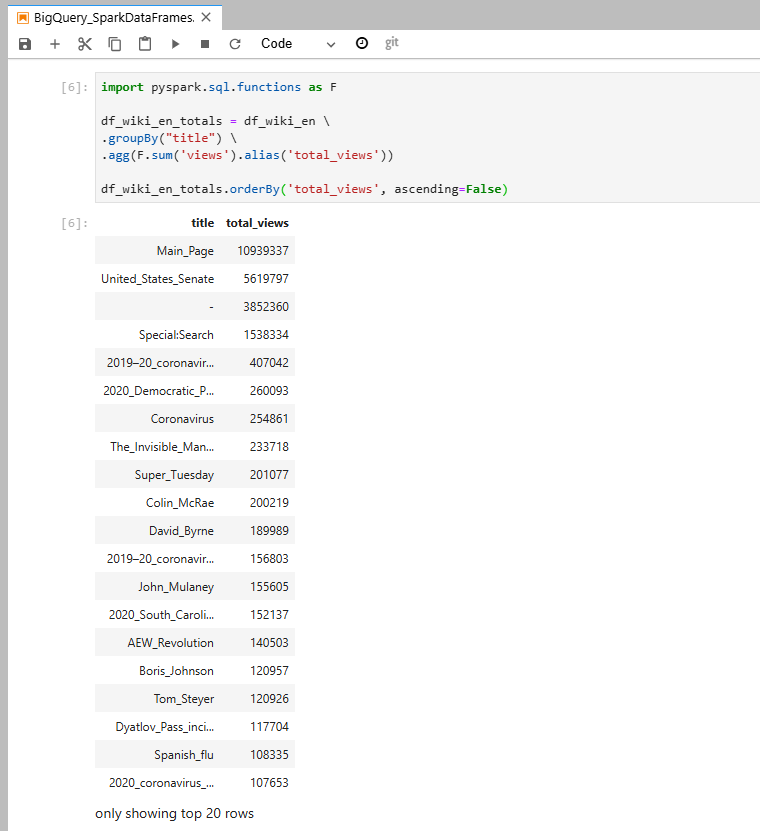 BigQuery_SparkDataFrames.
Code
git
[6]:
import pyspark.sql.functions as F
df_wiki_en_totals = df_wiki_en \
.groupBy("title") \
.agg(F.sum('views').alias('total_views'))
df_wiki_en_totals.orderBy('total_views', ascending=False)
[6]:
title total_views
Main_Page 10939337
United_States_Senate 5619797
- 3852360
Special:Search 1538334
2019–20_coronavir... 407042
2020_Democratic_P... 260093
Coronavirus 254861
The_Invisible_Man... 233718
Super_Tuesday 201077
Colin_McRae 200219
David_Byrne 189989
2019–20_coronavir... 156803
John_Mulaney 155605
2020_South_Caroli... 152137
AEW_Revolution 140503
Boris_Johnson 120957
Tom_Steyer 120926
Dyatlov_Pass_inci... 117704
Spanish_flu 108335
2020_coronavirus_... 107653
only showing top 20 rows